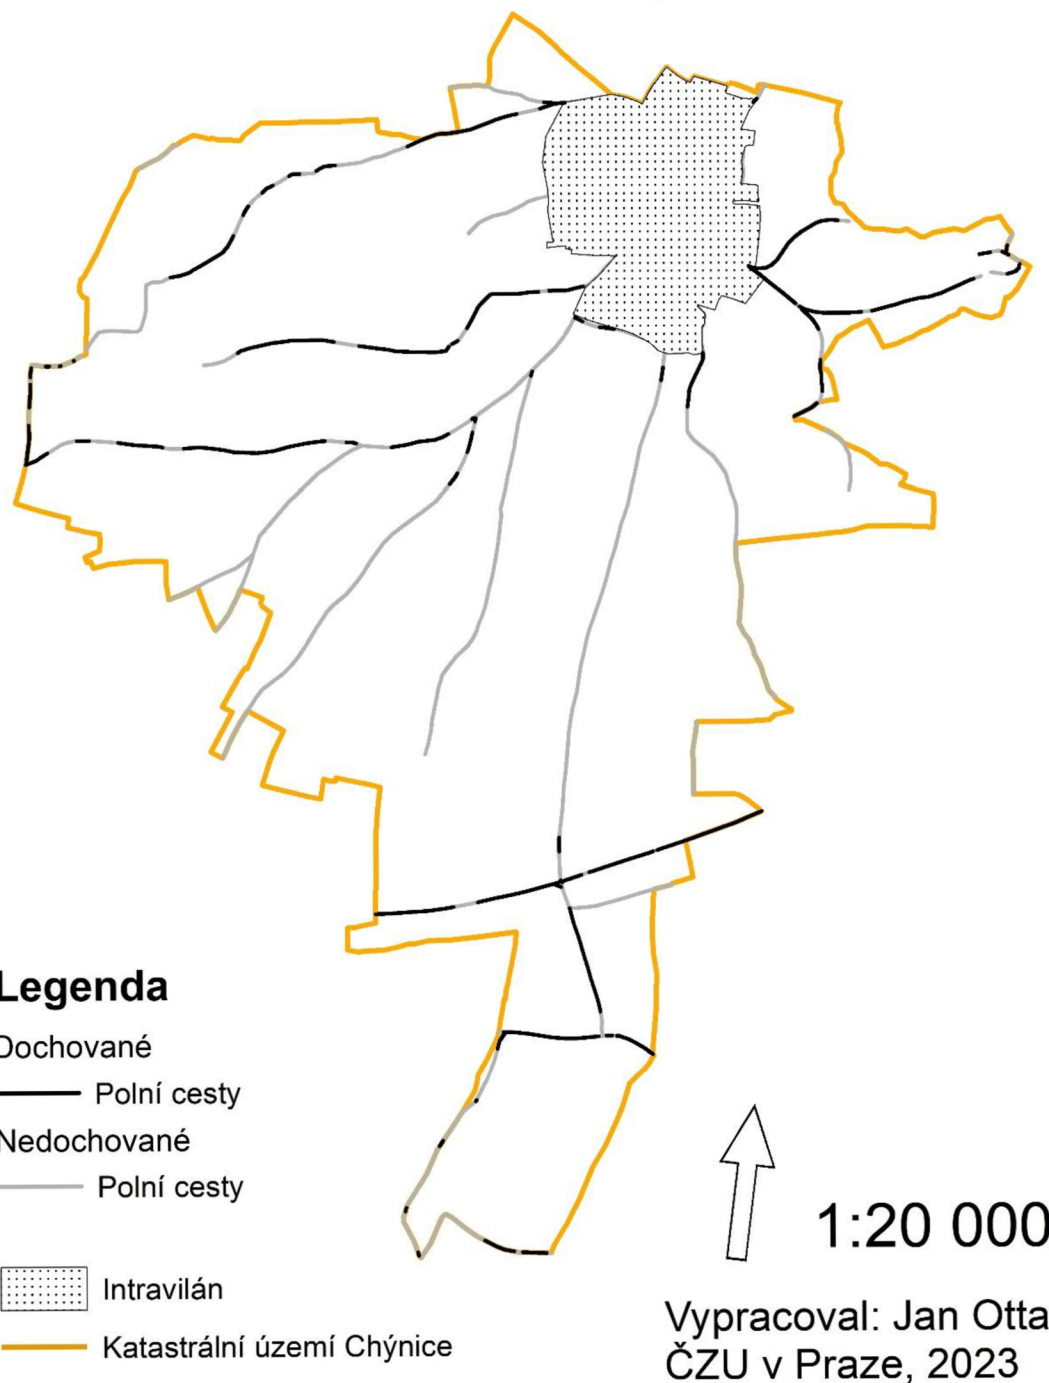 Legenda
Dochované
Polní cesty
Nedochované
Polní cesty
Intravilán
Katastrální území Chýnice
1:20 000
Vypracoval: Jan Otta
ČZU v Praze, 2023